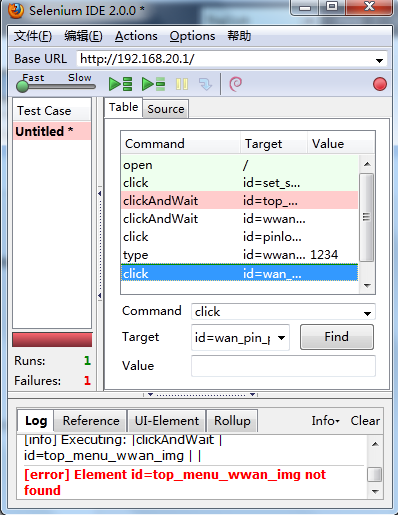 Selenium IDE 2.0.0 *
文件(F) 编辑(E) Actions Options 帮助
Base URL http://192.168.20.1/
Fast Slow
Test Case
Untitled *
Table Source
Command Target Value
open /
click id=set_s...
clickAndWait id=top_...
clickAndWait id=wwan...
click id=pinlo...
type id=wwan... 1234
click id=wan_...
Command click
Target id=wan_pin_p Find
Value
Runs: 1
Failures: 1
Log Reference UI-Element Rollup Info Clear
[info] Executing: |clickAndWait |
id=top_menu_wwan_img | |
[error] Element id=top_menu_wwan_img not
found